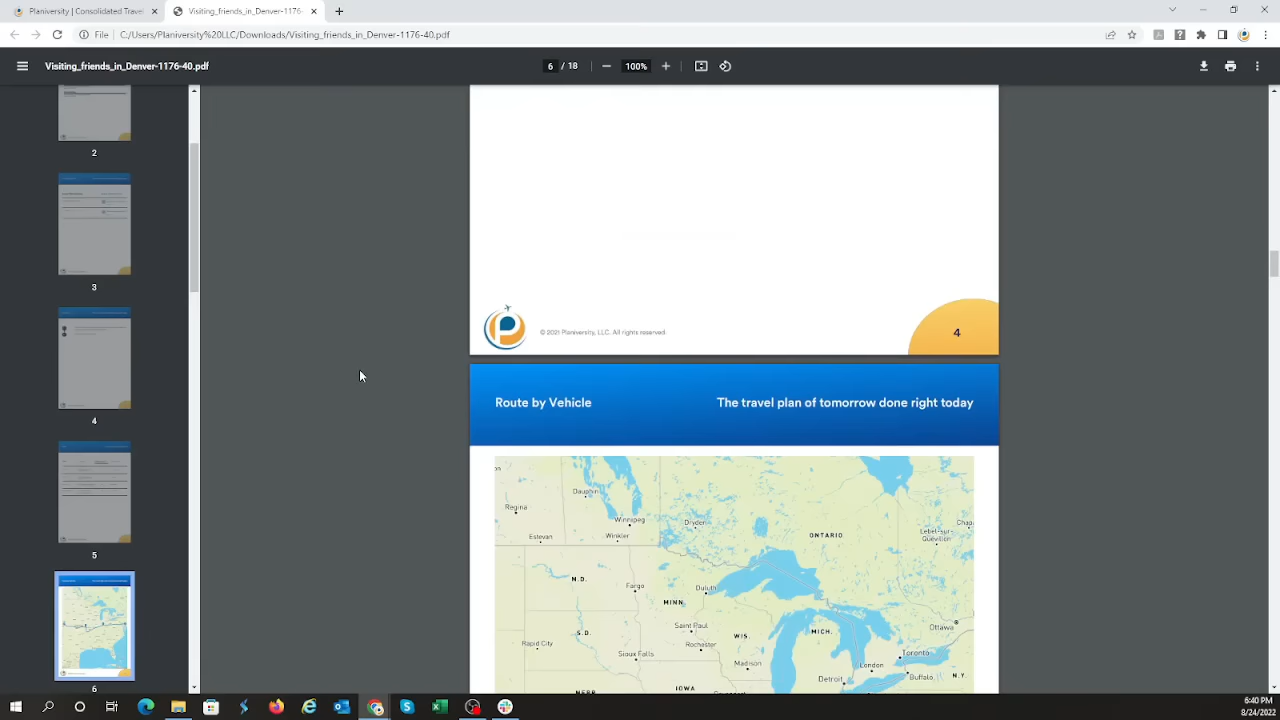 Planiversity | Consolidated Travel
Visiting_friends_in_Denver-1176-
File
C:/Users/Planiversity%20LLC/Downloads/Visiting_friends_in_Denver-1176-40.pdf
Visiting_friends_in_Denver-1176-40.pdf
6 / 18
100%
2
3
4
5
6
© 2021 Planiversity, LLC. All rights reserved.
4
Route by Vehicle
The travel plan of tomorrow done right today
on
Dauphin
Regina
Winnipeg
Dryden
Chap
Estevan
Winkler
ONTARIO
Lebel-sur-
Quévillon
N.D.
Fargo
Duluth
MINN.
Saint Paul
S.D.
WIS.
MICH.
Ottawa
Rapid City
Rochester
Sioux Falls
Madison
London
Toronto
Detroit
Buffalo
N.Y.
NEBR
IOWA
6:40 PM
8/24/2022